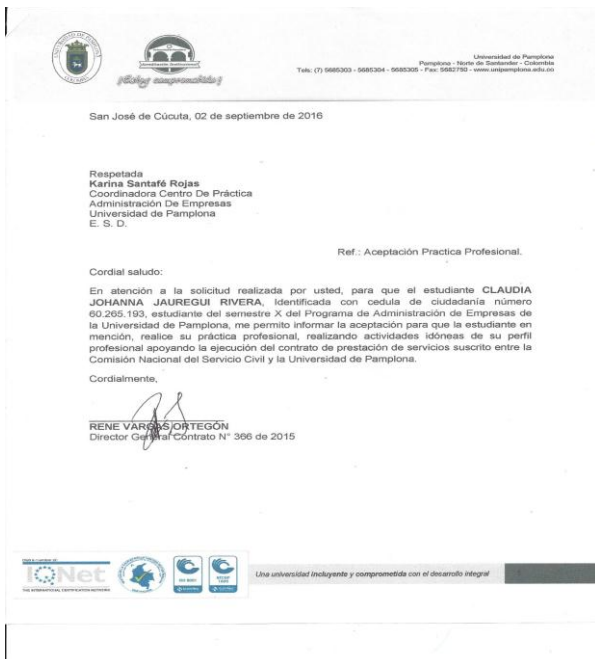 Universidad de Pamplona
Pamplona - Norte de Santander - Colombia
Tels: (7) 5685303 - 5685304 - 5685305 - Fax: 5682750 - www.unipamplona.edu.co
¡Estoy comprometido!
San José de Cúcuta, 02 de septiembre de 2016
Respetada
Karina Santafé Rojas
Coordinadora Centro De Práctica
Administración De Empresas
Universidad de Pamplona
E. S. D.
Ref.: Aceptación Practica Profesional.
Cordial saludo:
En atención a la solicitud realizada por usted, para que el estudiante CLAUDIA
JOHANNA JAUREGUI RIVERA, Identificada con cedula de ciudadanía número
60.265.193, estudiante del semestre X del Programa de Administración de Empresas de
la Universidad de Pamplona, me permito informar la aceptación para que la estudiante en
mención, realice su práctica profesional, realizando actividades idóneas de su perfil
profesional apoyando la ejecución del contrato de prestación de servicios suscrito entre la
Comisión Nacional del Servicio Civil y la Universidad de Pamplona.
Cordialmente,
RENE VARGAS ORTEGÓN
Director General Contrato N° 366 de 2015
IQNet
THE INTERNATIONAL CERTIFICATION NETWORK
Una universidad incluyente y comprometida con el desarrollo integral